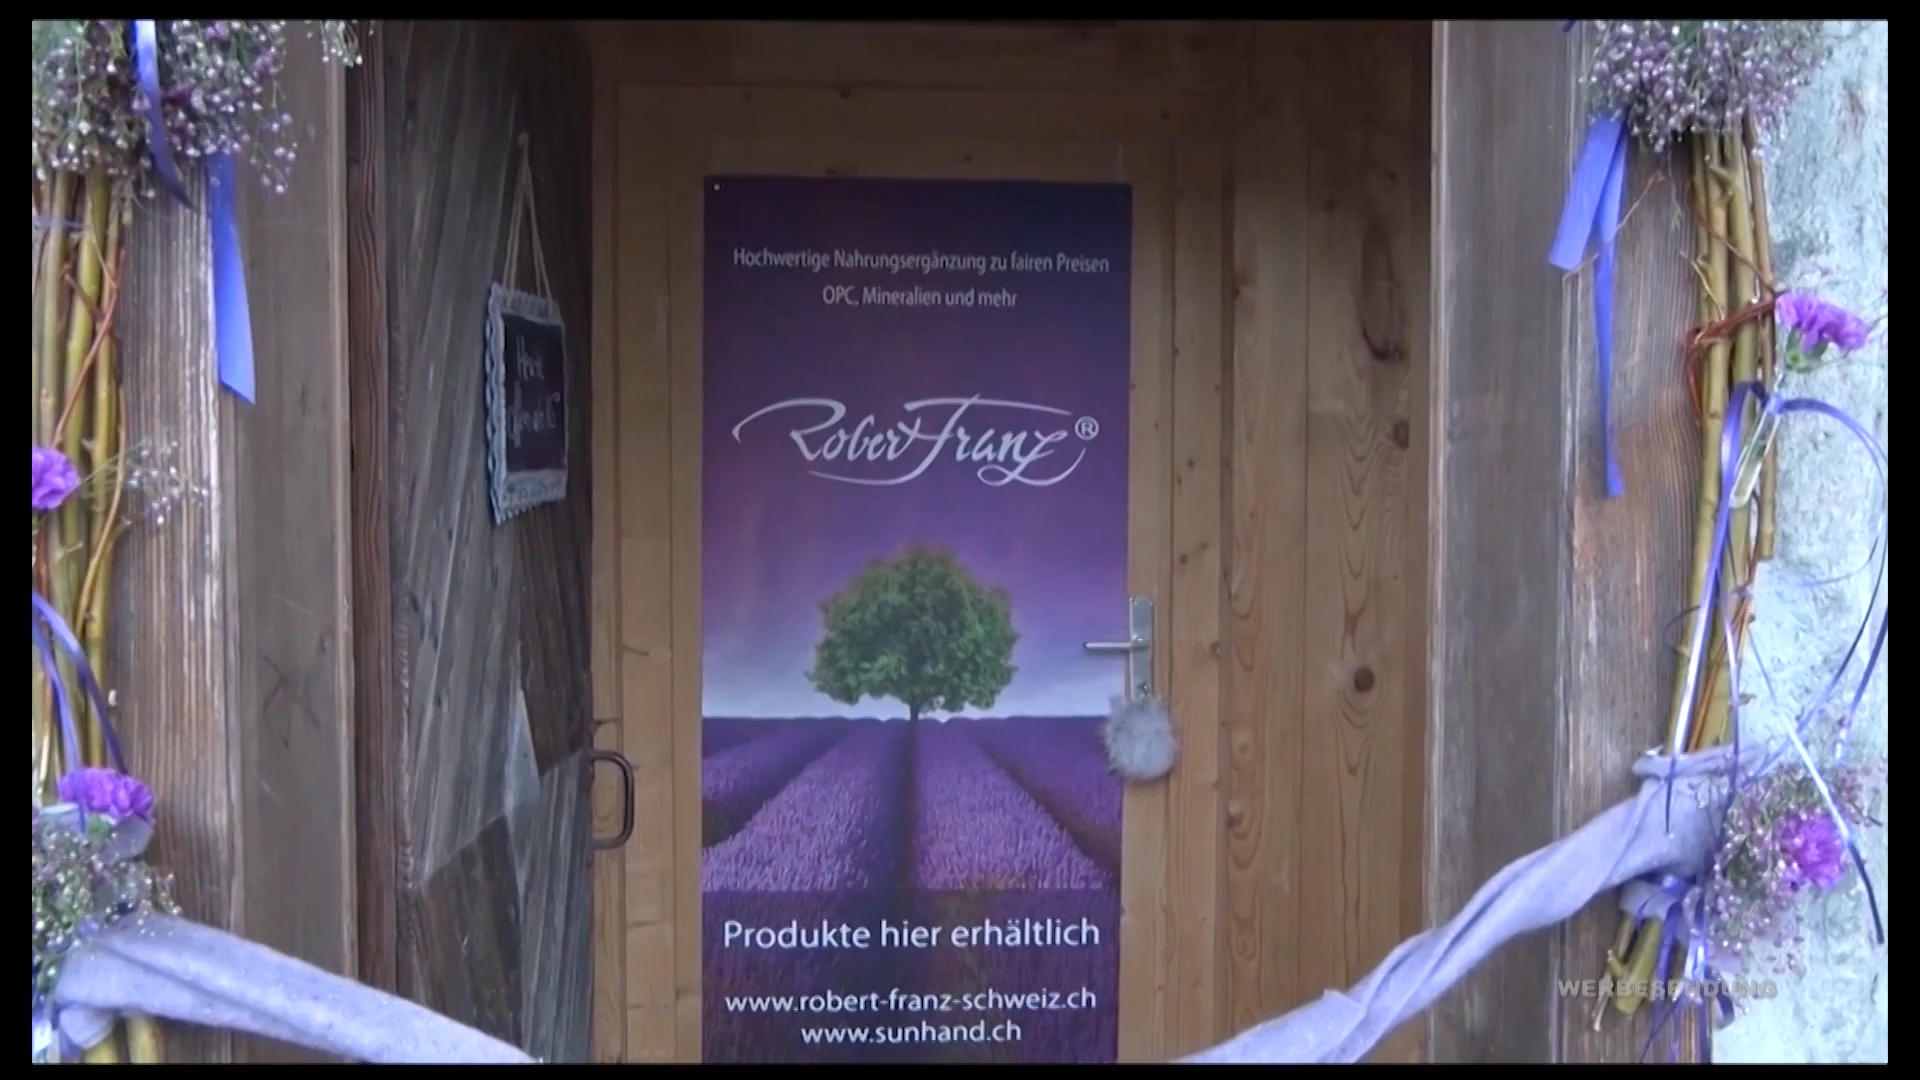 Hochwertige Nahrungsergänzung zu fairen Preisen
OPC, Mineralien und mehr
Robert Franz®
Heute
Produkte hier erhältlich
www.robert-franz-schweiz.ch
www.sunhand.ch
WERBESENDUNG